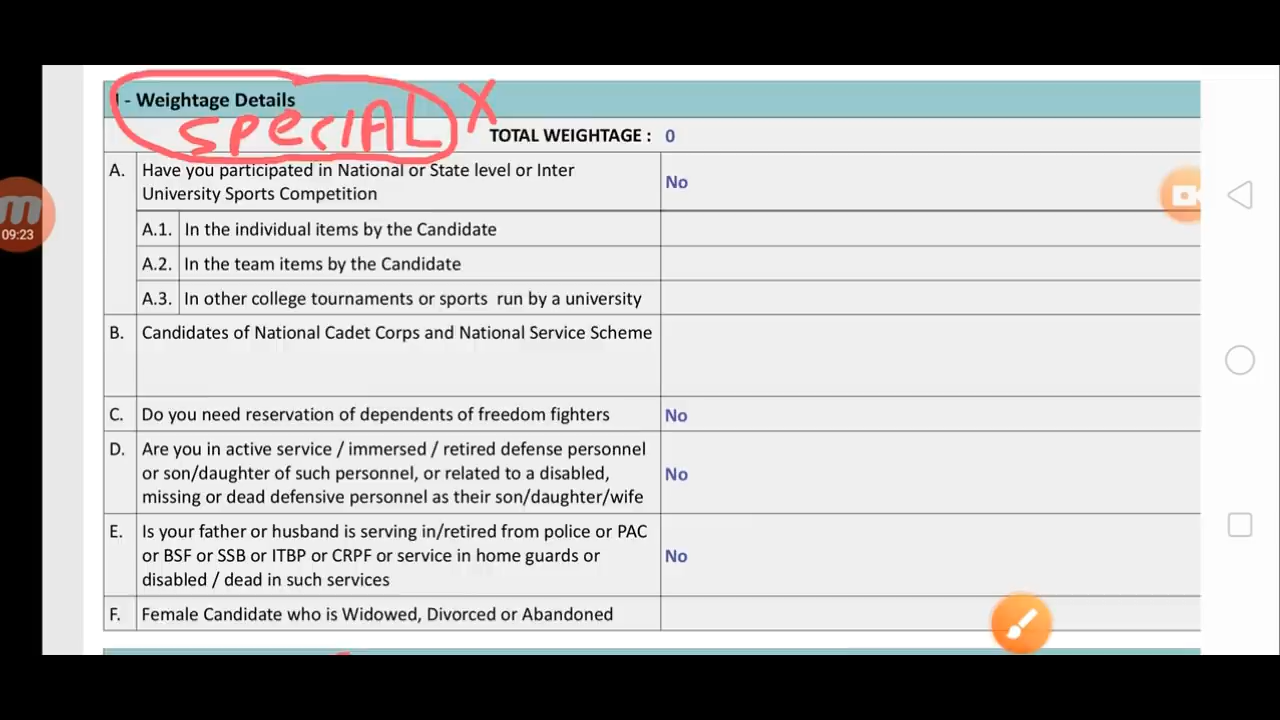 I - Weightage Details
SPECIAL X
TOTAL WEIGHTAGE : 0
A. Have you participated in National or State level or Inter
University Sports Competition
No
A.1. In the individual items by the Candidate
A.2. In the team items by the Candidate
A.3. In other college tournaments or sports run by a university
B. Candidates of National Cadet Corps and National Service Scheme
C. Do you need reservation of dependents of freedom fighters No
D. Are you in active service / immersed / retired defense personnel
or son/daughter of such personnel, or related to a disabled,
missing or dead defensive personnel as their son/daughter/wife
No
E. Is your father or husband is serving in/retired from police or PAC
or BSF or SSB or ITBP or CRPF or service in home guards or
disabled / dead in such services
No
F. Female Candidate who is Widowed, Divorced or Abandoned
09:23